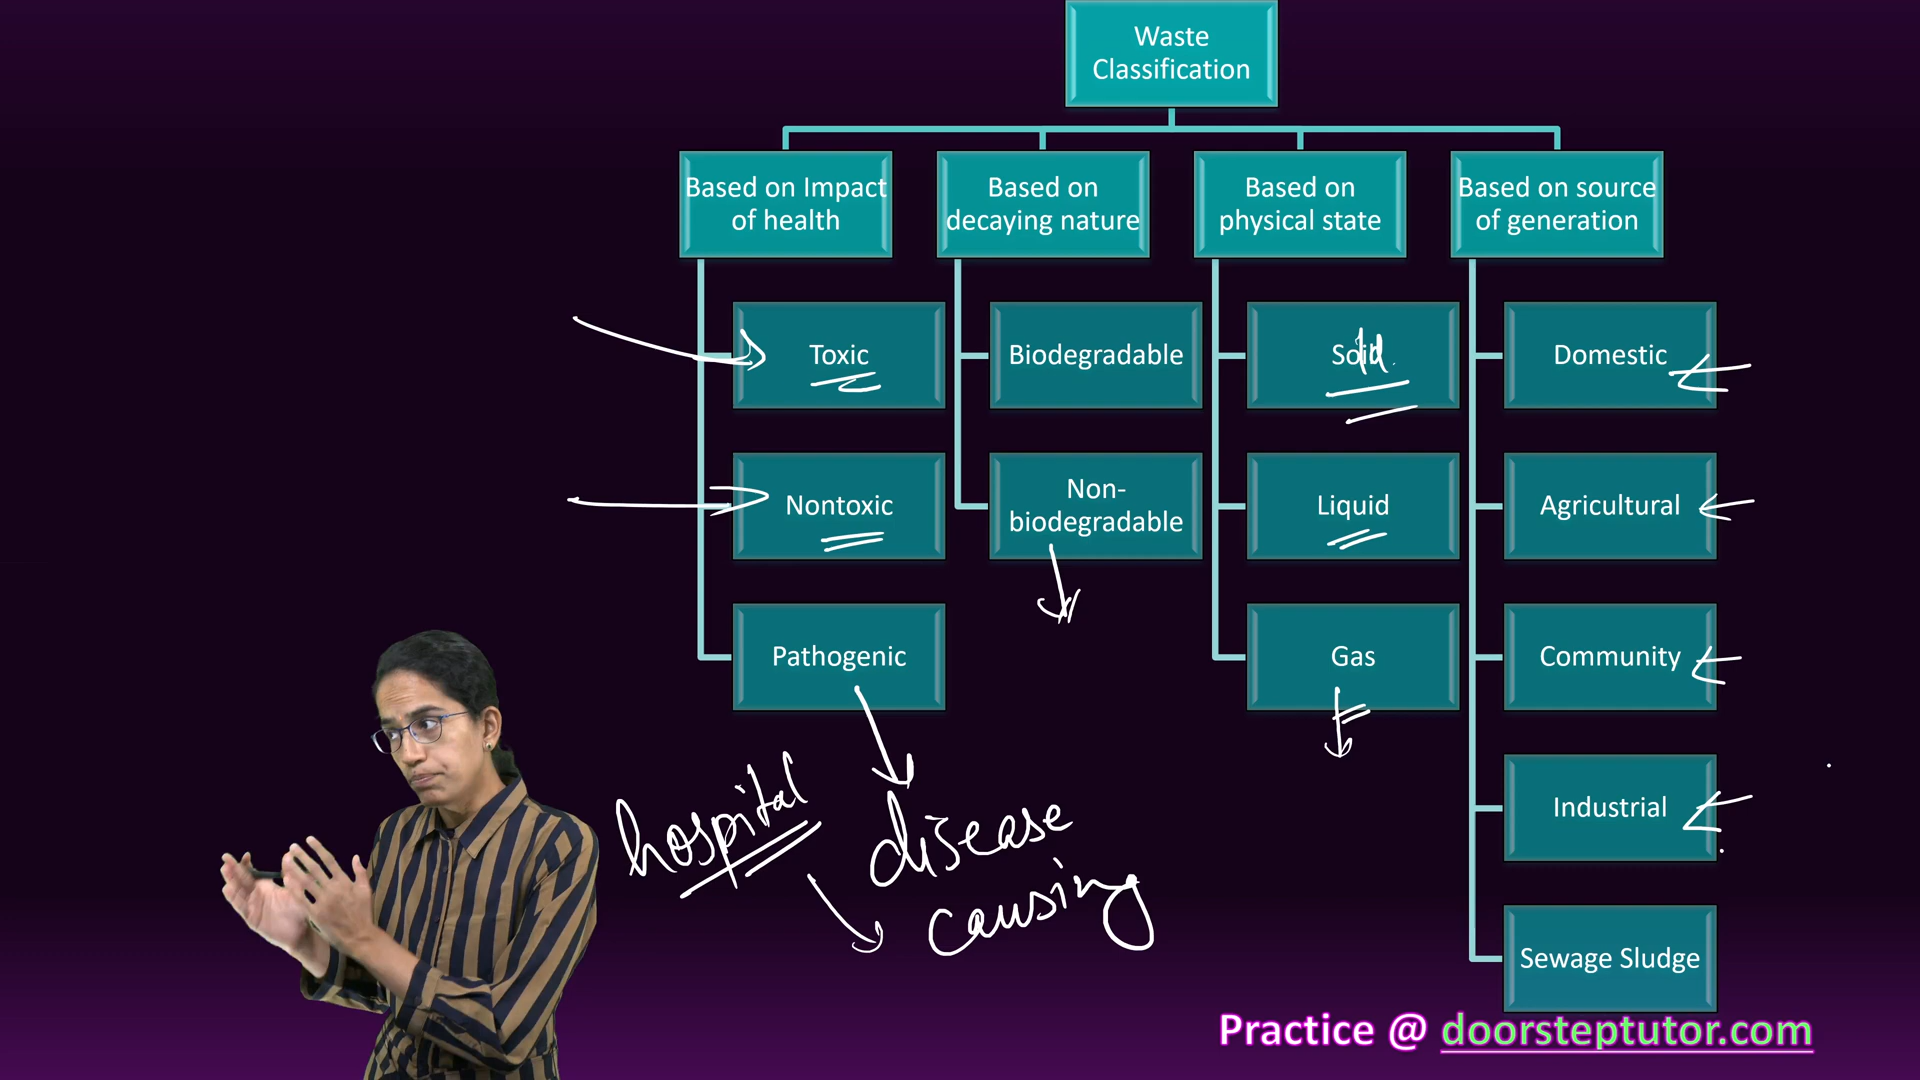 Waste
Classification
Based on Impact
of health
Based on
decaying nature
Based on
physical state
Based on source
of generation
Toxic
Biodegradable
Domestic
Nontoxic
Non-
biodegradable
Liquid
Agricultural
Pathogenic
Gas
Community
hospital
disease
causing
Industrial
Sewage Sludge
Practice @ doorsteptutor.com